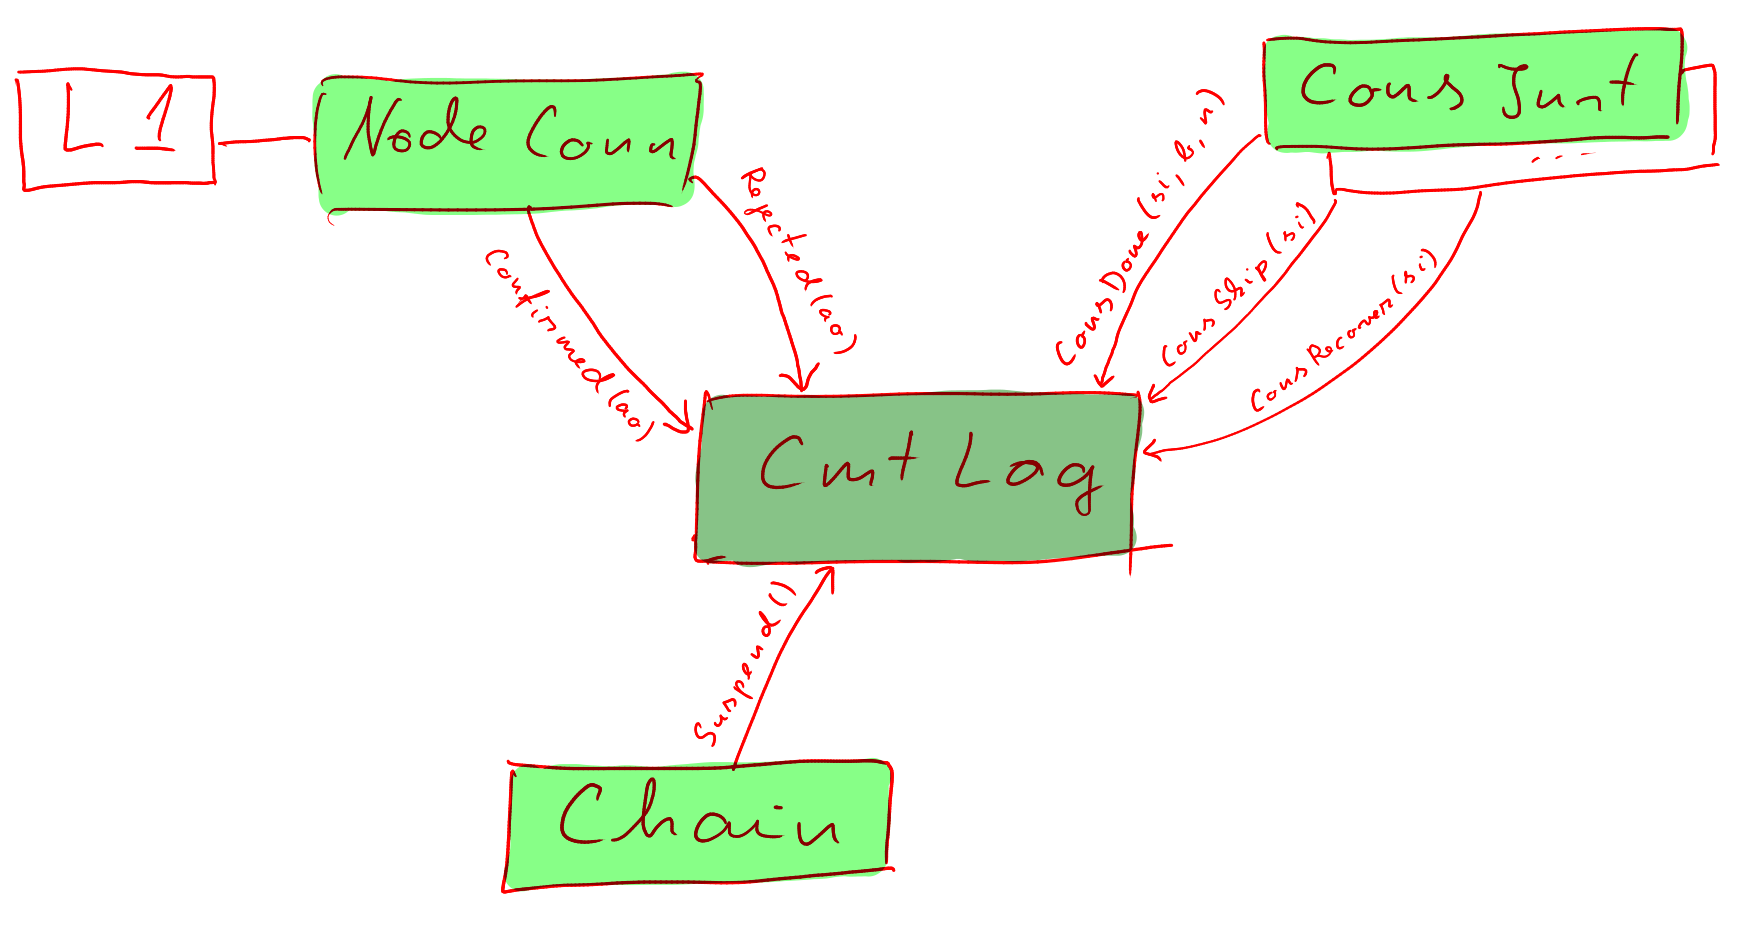 L 1
Node Conn
Cons Inst
Rejected(ao)
Confirmed(ao)
ConsDone(si, b, n)
ConsSkip(si)
ConsRecover(si)
Cmt Log
Suspend()
Chain
...